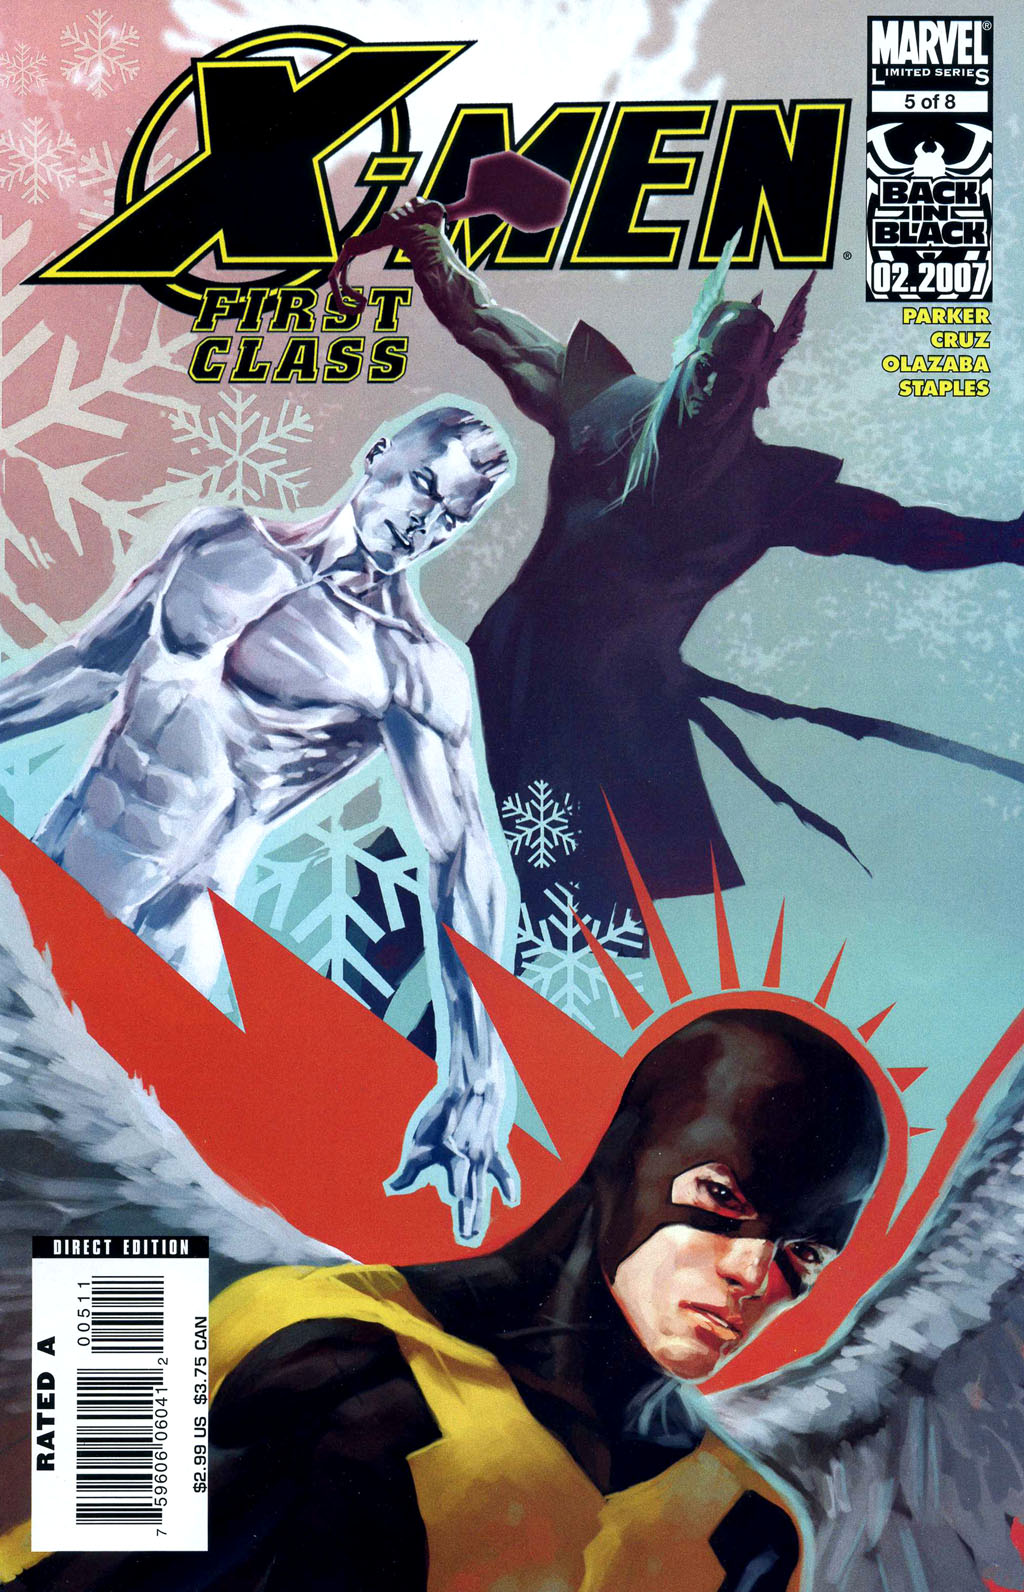 X-MEN®
FIRST
CLASS
MARVEL®
LIMITED SERIES
5 of 8
BACK
IN
BLACK
02.2007
PARKER
CRUZ
OLAZABA
STAPLES
DIRECT EDITION
RATED A
00511
7 59606 06041 2
$2.99 US $3.75 CAN